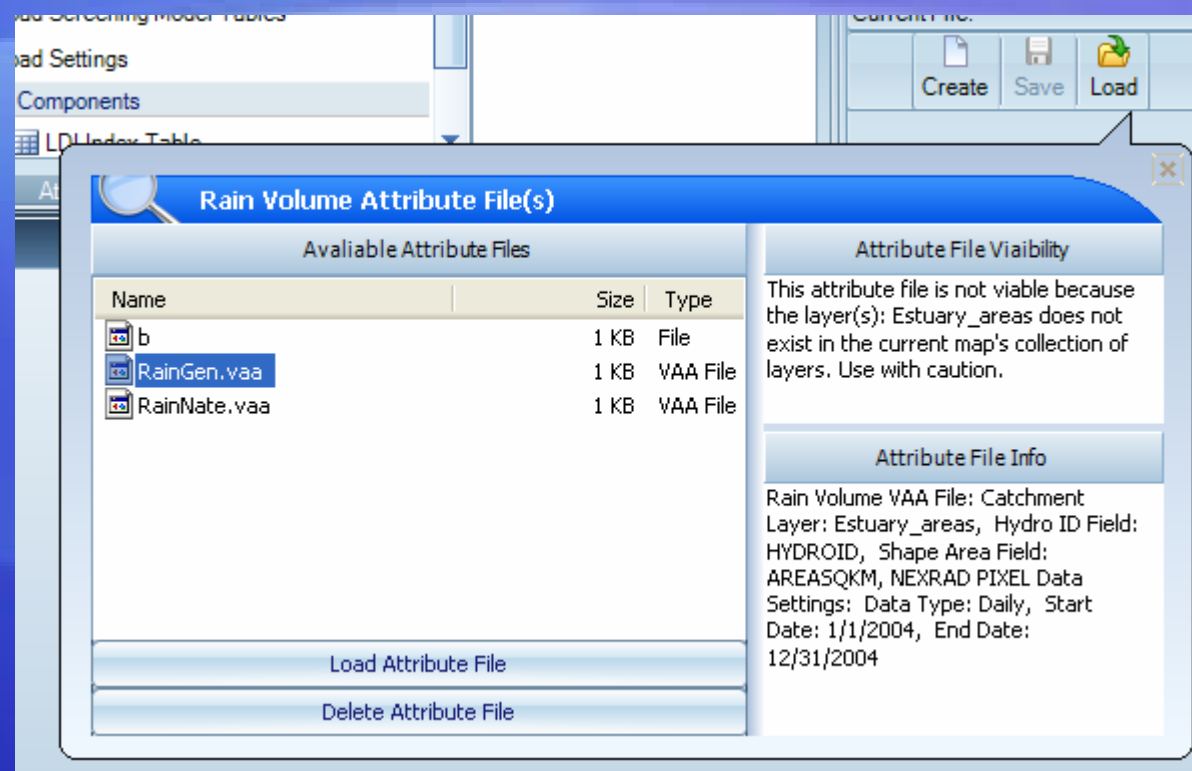 Load Settings
Components
Create Save Load
LDI Index Table
Rain Volume Attribute File(s)
Avaliable Attribute Files
Name Size Type
b 1 KB File
RainGen.vaa 1 KB VAA File
RainNate.vaa 1 KB VAA File
Load Attribute File
Delete Attribute File
Attribute File Viaibility
This attribute file is not viable because
the layer(s): Estuary_areas does not
exist in the current map's collection of
layers. Use with caution.
Attribute File Info
Rain Volume VAA File: Catchment
Layer: Estuary_areas, Hydro ID Field:
HYDROID, Shape Area Field:
AREASQKM, NEXRAD PIXEL Data
Settings: Data Type: Daily, Start
Date: 1/1/2004, End Date:
12/31/2004